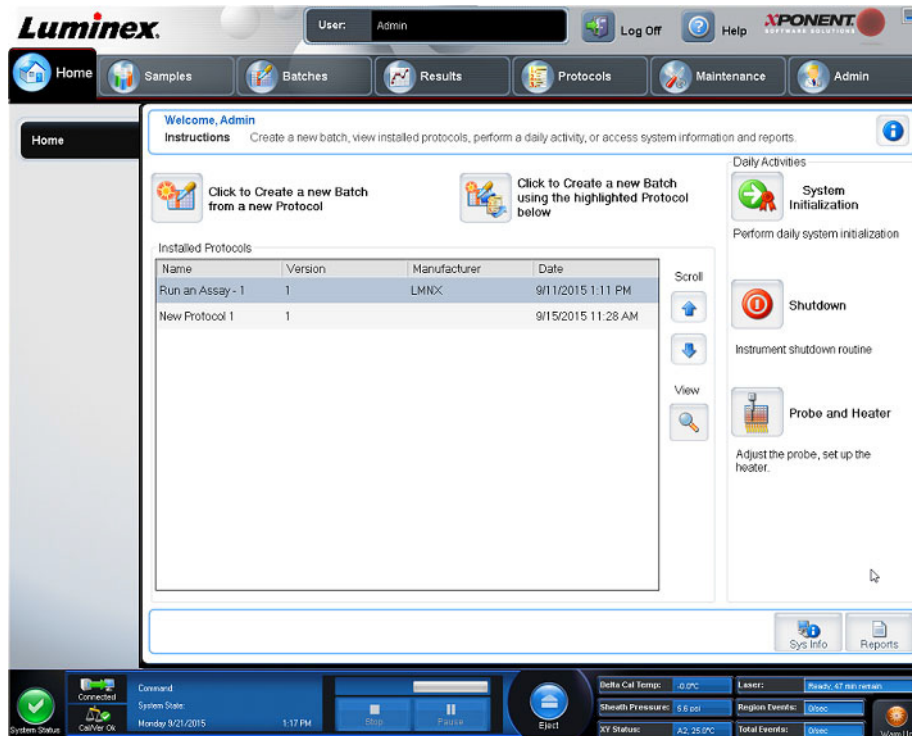 Luminex.
User: Admin
Log Off
Help
XPONENT.
SOFTWARE SOLUTIONS
Home
Samples
Batches
Results
Protocols
Maintenance
Admin
Home
Welcome, Admin
Instructions Create a new batch, view installed protocols, perform a daily activity, or access system information and reports.
Click to Create a new Batch
from a new Protocol
Click to Create a new Batch
using the highlighted Protocol
below
Installed Protocols
Name Version Manufacturer Date
Run an Assay - 1 1 LMNX 9/11/2015 1:11 PM
New Protocol 1 1 9/15/2015 11:28 AM
Scroll
View
Daily Activities
System
Initialization
Perform daily system initialization
Shutdown
Instrument shutdown routine
Probe and Heater
Adjust the probe, set up the
heater.
Sys Info
Reports
System Status
Connected
Cal/Ver Ok
Command
System State:
Monday 9/21/2015 1:17 PM
Stop
Pause
Eject
Delta Cal Temp: -0.0°C
Sheath Pressure: 5.6 psi
XY Status: A2, 25.0°C
Laser: Ready, 47 min remain
Region Events: 0/sec
Total Events: 0/sec